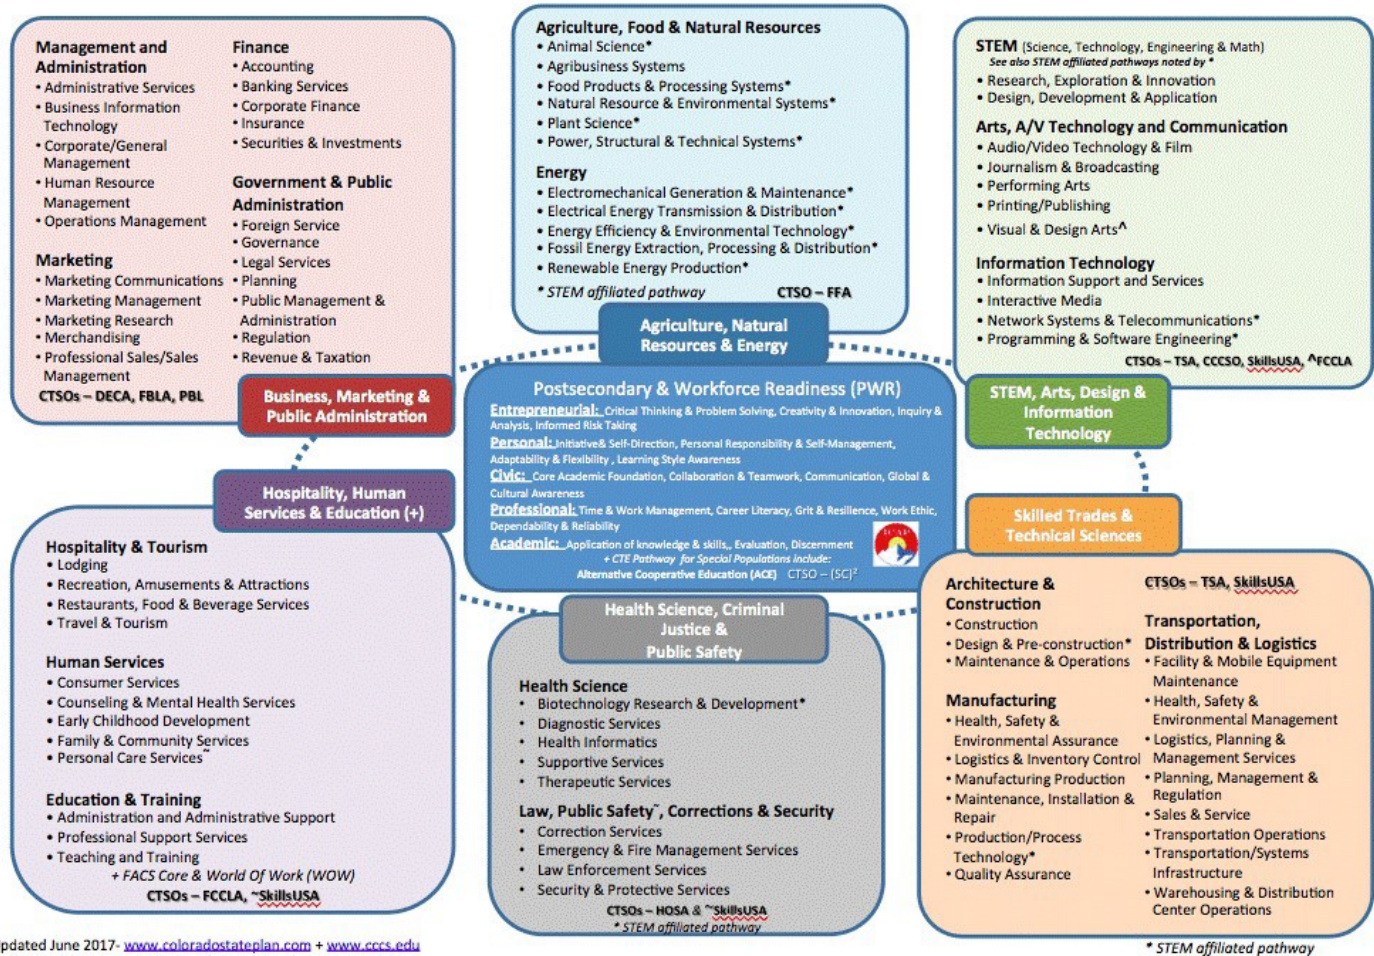 Management and
Administration
• Administrative Services
• Business Information
Technology
• Corporate/General
Management
• Human Resource
Management
• Operations Management
Marketing
• Marketing Communications
• Marketing Management
• Marketing Research
• Merchandising
• Professional Sales/Sales
Management
CTSOs – DECA, FBLA, PBL
Finance
• Accounting
• Banking Services
• Corporate Finance
• Insurance
• Securities & Investments
Government & Public
Administration
• Foreign Service
• Governance
• Legal Services
• Planning
• Public Management &
Administration
• Regulation
• Revenue & Taxation
Business, Marketing &
Public Administration
Agriculture, Food & Natural Resources
• Animal Science*
• Agribusiness Systems
• Food Products & Processing Systems*
• Natural Resource & Environmental Systems*
• Plant Science*
• Power, Structural & Technical Systems*
Energy
• Electromechanical Generation & Maintenance*
• Electrical Energy Transmission & Distribution*
• Energy Efficiency & Environmental Technology*
• Fossil Energy Extraction, Processing & Distribution*
• Renewable Energy Production*
* STEM affiliated pathway CTSO – FFA
Agriculture, Natural
Resources & Energy
STEM (Science, Technology, Engineering & Math)
See also STEM affiliated pathways noted by *
• Research, Exploration & Innovation
• Design, Development & Application
Arts, A/V Technology and Communication
• Audio/Video Technology & Film
• Journalism & Broadcasting
• Performing Arts
• Printing/Publishing
• Visual & Design Arts^
Information Technology
• Information Support and Services
• Interactive Media
• Network Systems & Telecommunications*
• Programming & Software Engineering*
CTSOs – TSA, CCCSO, SkillsUSA, ^FCCLA
STEM, Arts, Design &
Information
Technology
Postsecondary & Workforce Readiness (PWR)
Entrepreneurial: Critical Thinking & Problem Solving, Creativity & Innovation, Inquiry &
Analysis, Informed Risk Taking
Personal: Initiative& Self-Direction, Personal Responsibility & Self-Management,
Adaptability & Flexibility , Learning Style Awareness
Civic: Core Academic Foundation, Collaboration & Teamwork, Communication, Global &
Cultural Awareness
Professional: Time & Work Management, Career Literacy, Grit & Resilience, Work Ethic,
Dependability & Reliability
Academic: Application of knowledge & skills,, Evaluation, Discernment
+ CTE Pathway for Special Populations include:
Alternative Cooperative Education (ACE) CTSO – (SC)²
ICAP
Hospitality, Human
Services & Education (+)
Hospitality & Tourism
• Lodging
• Recreation, Amusements & Attractions
• Restaurants, Food & Beverage Services
• Travel & Tourism
Human Services
• Consumer Services
• Counseling & Mental Health Services
• Early Childhood Development
• Family & Community Services
• Personal Care Services~
Education & Training
• Administration and Administrative Support
• Professional Support Services
• Teaching and Training
+ FACS Core & World Of Work (WOW)
CTSOs – FCCLA, ~SkillsUSA
Health Science, Criminal
Justice &
Public Safety
Health Science
• Biotechnology Research & Development*
• Diagnostic Services
• Health Informatics
• Supportive Services
• Therapeutic Services
Law, Public Safety~, Corrections & Security
• Correction Services
• Emergency & Fire Management Services
• Law Enforcement Services
• Security & Protective Services
CTSOs – HOSA & ~SkillsUSA
* STEM affiliated pathway
Skilled Trades &
Technical Sciences
Architecture &
Construction
• Construction
• Design & Pre-construction*
• Maintenance & Operations
Manufacturing
• Health, Safety &
Environmental Assurance
• Logistics & Inventory Control
• Manufacturing Production
• Maintenance, Installation &
Repair
• Production/Process
Technology*
• Quality Assurance
CTSOs – TSA, SkillsUSA
Transportation,
Distribution & Logistics
• Facility & Mobile Equipment
Maintenance
• Health, Safety &
Environmental Management
• Logistics, Planning &
Management Services
• Planning, Management &
Regulation
• Sales & Service
• Transportation Operations
• Transportation/Systems
Infrastructure
• Warehousing & Distribution
Center Operations
* STEM affiliated pathway
pdated June 2017- www.coloradostateplan.com + www.cccs.edu